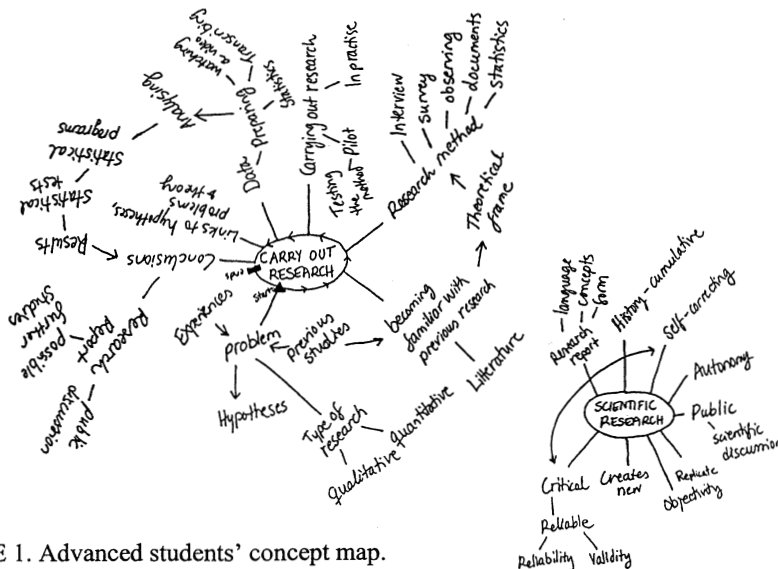 Transcribing
a video
watching
Statistics
Preparing
Data
Analysing
Statistical
programs
Statistical
tests
Results
Conclusions
Links to hypotheses,
problems
& theory
Carrying out research
In practise
Pilot
Testing
the method
Interview
survey
observing
documents
statistics
Research method
Theoretical
frame
CARRY OUT
RESEARCH
ends
starts
Experiences
Problem
Previous
studies
becoming
familiar with
previous research
Litterature
Hypotheses
Type of
research
quantitative
qualitative
Research
Report
possible
further
studies
public
discussion
language
concepts
form
Research
report
History-cumulative
Self-correcting
Autonomy
Public
scientific
discussion
SCIENTIFIC
RESEARCH
Replicate
Objectivity
Creates
new
Critical
Reliable
Reliability
Validity
E 1. Advanced students' concept map.